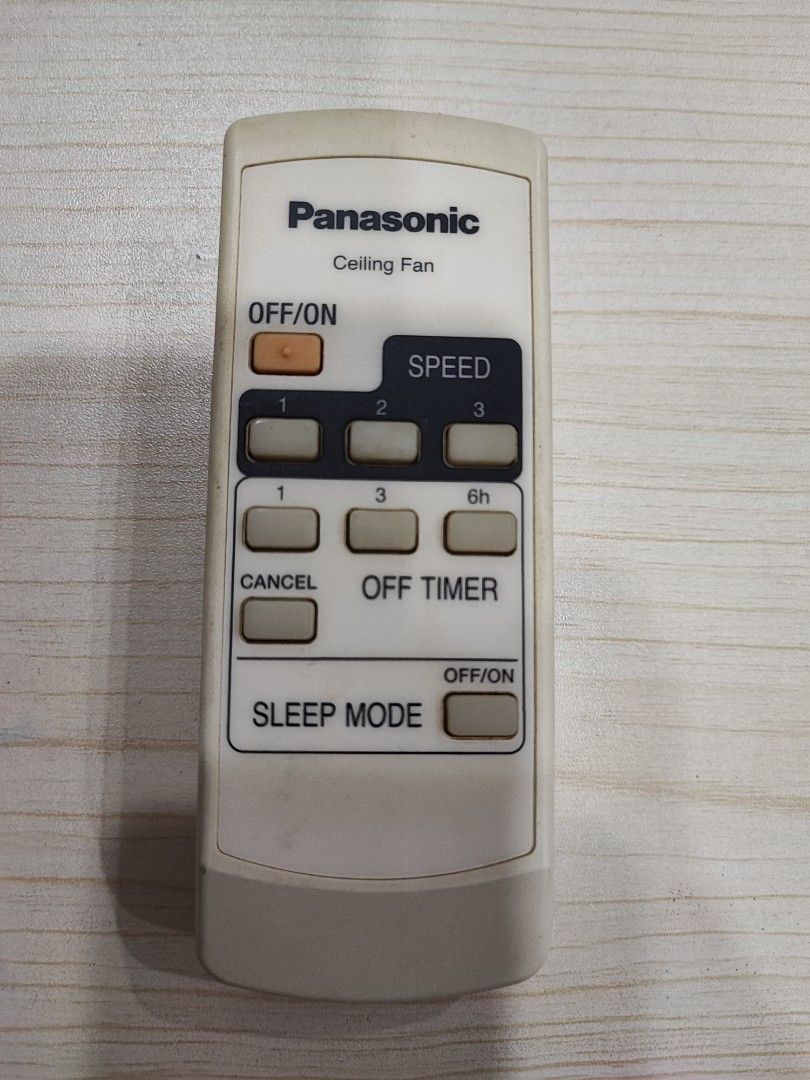 Panasonic
Ceiling Fan
OFF/ON
SPEED
1 2 3
1 3 6h
CANCEL
OFF TIMER
OFF/ON
SLEEP MODE